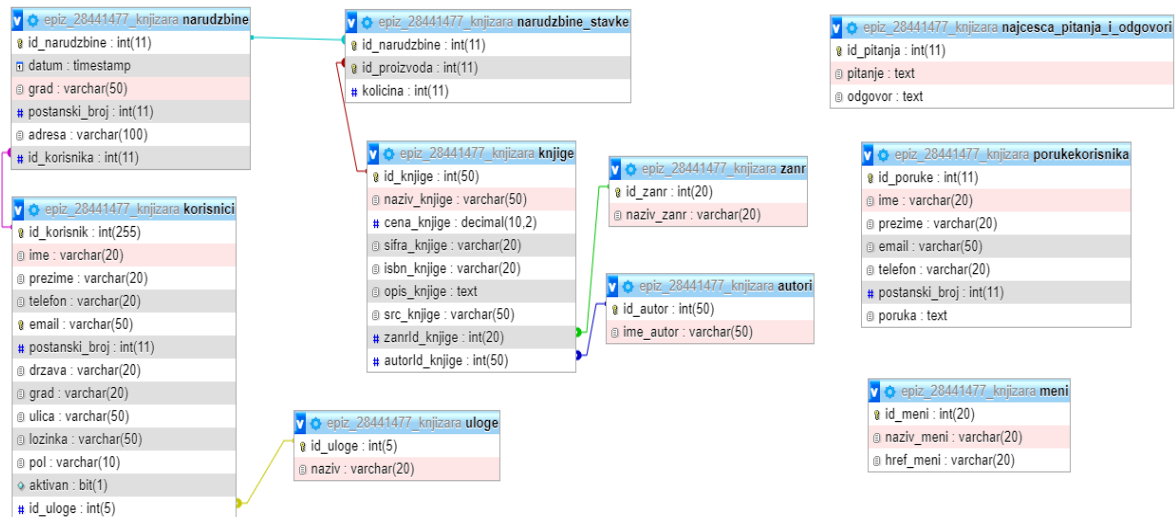 epiz_28441477_knjizara narudzbine
id_narudzbine : int(11)
datum : timestamp
grad : varchar(50)
# postanski_broj : int(11)
adresa : varchar(100)
# id_korisnika : int(11)
epiz_28441477_knjizara narudzbine_stavke
id_narudzbine : int(11)
id_proizvoda : int(11)
# kolicina : int(11)
epiz_28441477_knjizara najcesca_pitanja_i_odgovori
id_pitanja : int(11)
pitanje : text
odgovor : text
epiz_28441477_knjizara knjige
id_knjige : int(50)
naziv_knjige : varchar(50)
# cena_knjige : decimal(10,2)
sifra_knjige : varchar(20)
isbn_knjige : varchar(20)
opis_knjige : text
src_knjige : varchar(50)
# zanrId_knjige : int(20)
# autorId_knjige : int(50)
epiz_28441477_knjizara zanr
id_zanr : int(20)
naziv_zanr : varchar(20)
epiz_28441477_knjizara porukekorisnika
id_poruke : int(11)
ime : varchar(20)
prezime : varchar(20)
email : varchar(50)
telefon : varchar(20)
# postanski_broj : int(11)
poruka : text
epiz_28441477_knjizara korisnici
id_korisnik : int(255)
ime : varchar(20)
prezime : varchar(20)
telefon : varchar(20)
email : varchar(50)
# postanski_broj : int(11)
drzava : varchar(20)
grad : varchar(20)
ulica : varchar(50)
lozinka : varchar(50)
pol : varchar(10)
aktivan : bit(1)
# id_uloge : int(5)
epiz_28441477_knjizara autori
id_autor : int(50)
ime_autor : varchar(50)
epiz_28441477_knjizara uloge
id_uloge : int(5)
naziv : varchar(20)
epiz_28441477_knjizara meni
id_meni : int(20)
naziv_meni : varchar(20)
href_meni : varchar(20)